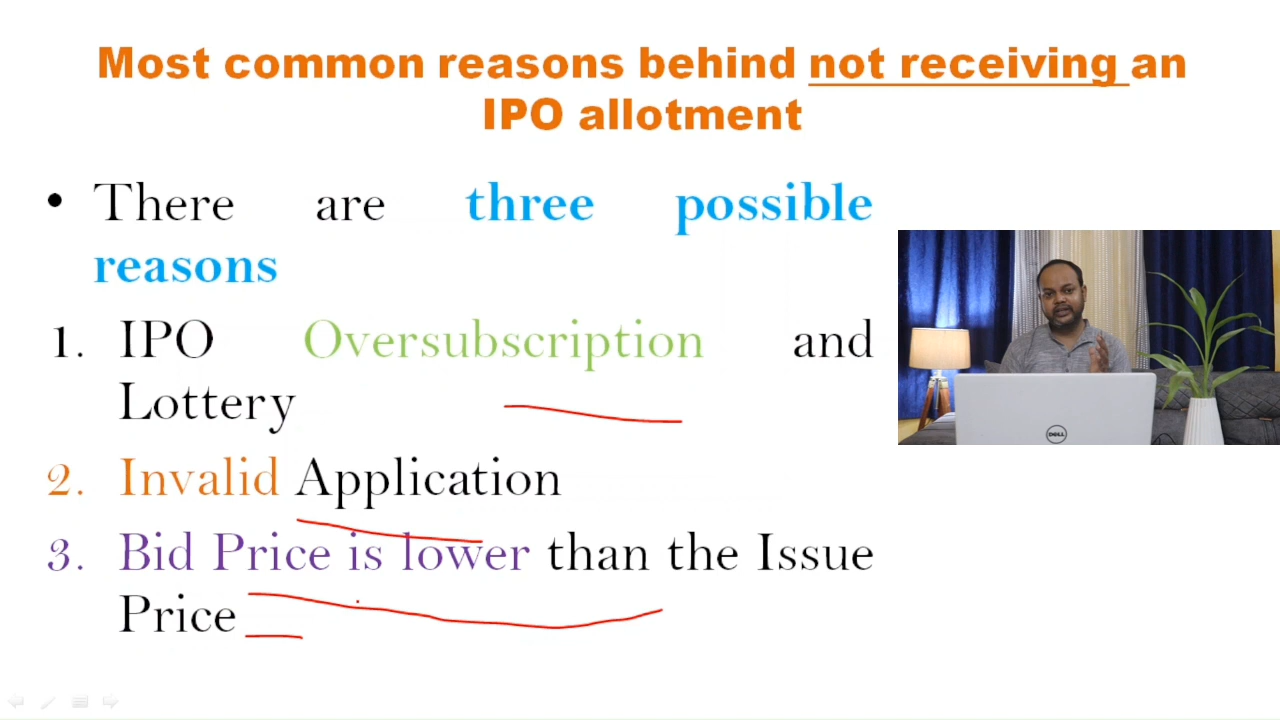 Most common reasons behind not receiving an
IPO allotment
• There are three possible
reasons
1. IPO Oversubscription and
Lottery
2. Invalid Application
3. Bid Price is lower than the Issue
Price
DELL